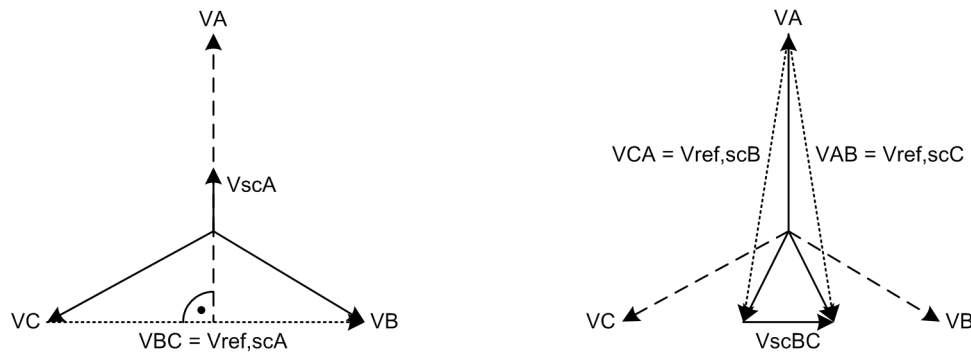 VA
VscA
VC
VB
VBC = Vref,scA
VA
VCA = Vref,scB
VAB = Vref,scC
VC
VB
VscBC